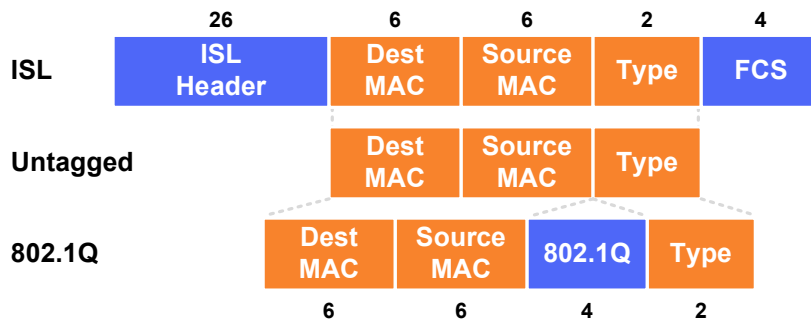 26 6 6 2 4
ISL
ISL
Header
Dest
MAC
Source
MAC
Type
FCS
Untagged
Dest
MAC
Source
MAC
Type
802.1Q
Dest
MAC
Source
MAC
802.1Q
Type
6 6 4 2